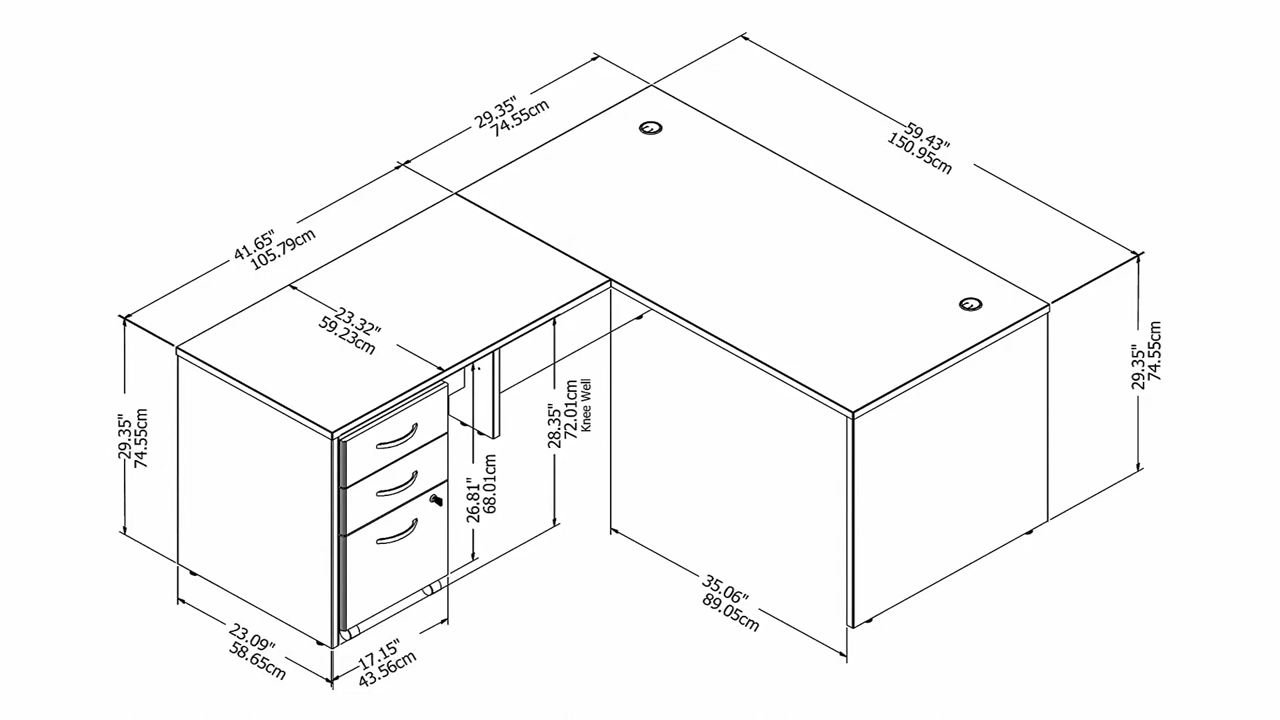 29.35"
74.55cm
59.43"
150.95cm
41.65"
105.79cm
23.32"
59.23cm
29.35"
74.55cm
29.35"
74.55cm
28.35"
72.01cm
Knee Well
26.81"
68.01cm
35.06"
89.05cm
23.09"
58.65cm
17.15"
43.56cm